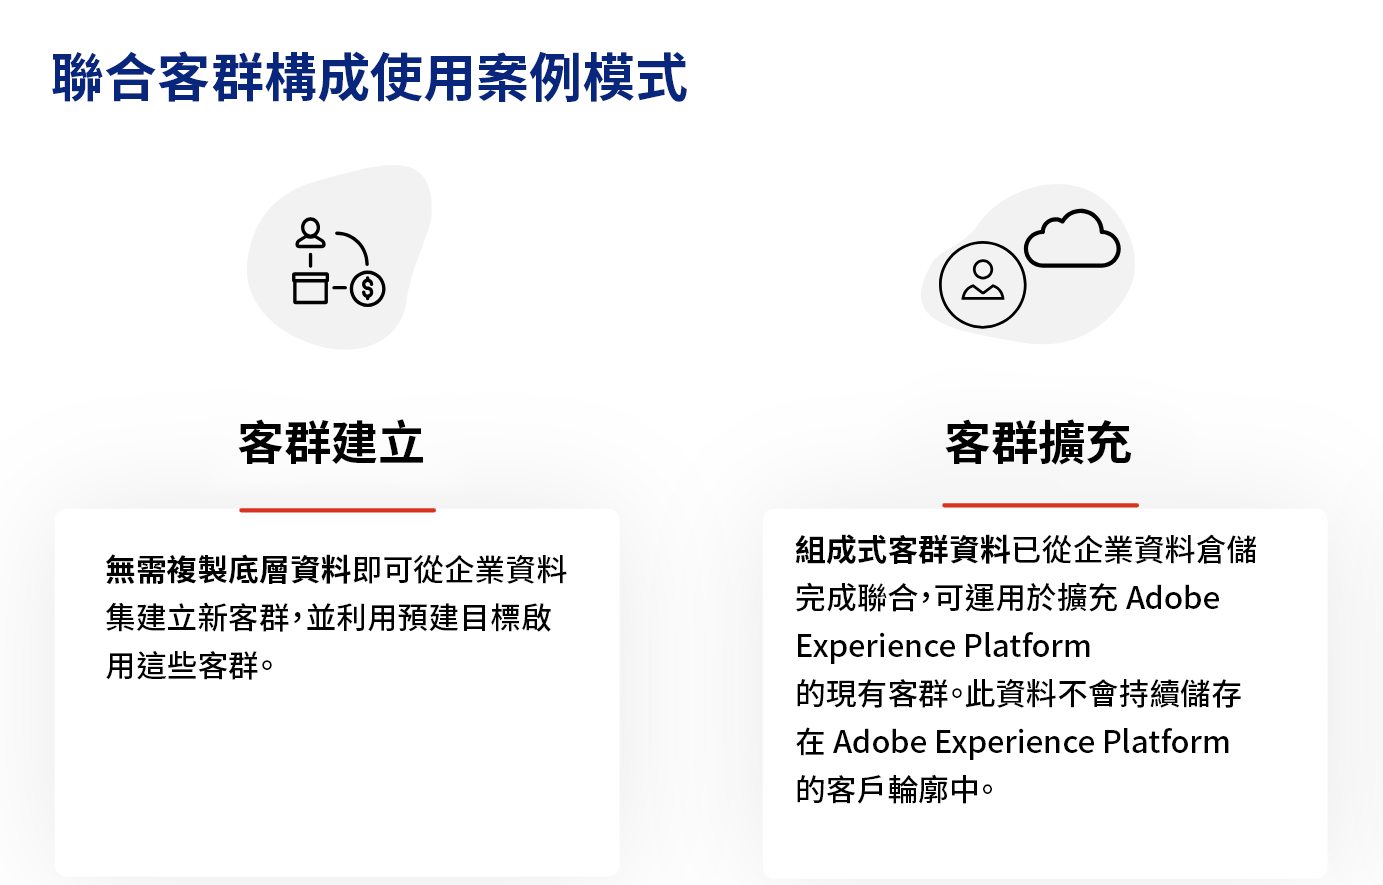 聯合客群構成使用案例模式
$
客群建立
無需複製底層資料即可從企業資料
集建立新客群，並利用預建目標啟
用這些客群。
客群擴充
組成式客群資料已從企業資料倉儲
完成聯合，可運用於擴充 Adobe
Experience Platform
的現有客群。此資料不會持續儲存
在 Adobe Experience Platform
的客戶輪廓中。